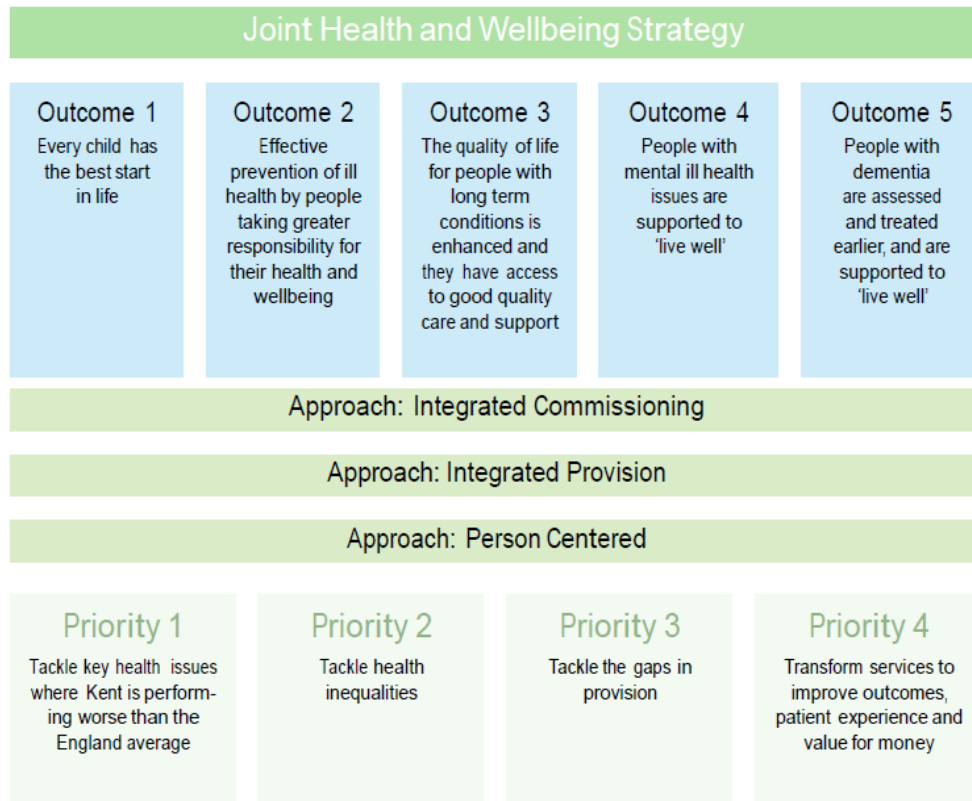 Joint Health and Wellbeing Strategy
Outcome 1
Every child has
the best start
in life
Outcome 2
Effective
prevention of ill
health by people
taking greater
responsibility for
their health and
wellbeing
Outcome 3
The quality of life
for people with
long term
conditions is
enhanced and
they have access
to good quality
care and support
Outcome 4
People with
mental ill health
issues are
supported to
‘live well’
Outcome 5
People with
dementia
are assessed
and treated
earlier, and are
supported to
‘live well’
Approach: Integrated Commissioning
Approach: Integrated Provision
Approach: Person Centered
Priority 1
Tackle key health issues
where Kent is perform-
ing worse than the
England average
Priority 2
Tackle health
inequalities
Priority 3
Tackle the gaps in
provision
Priority 4
Transform services to
improve outcomes,
patient experience and
value for money